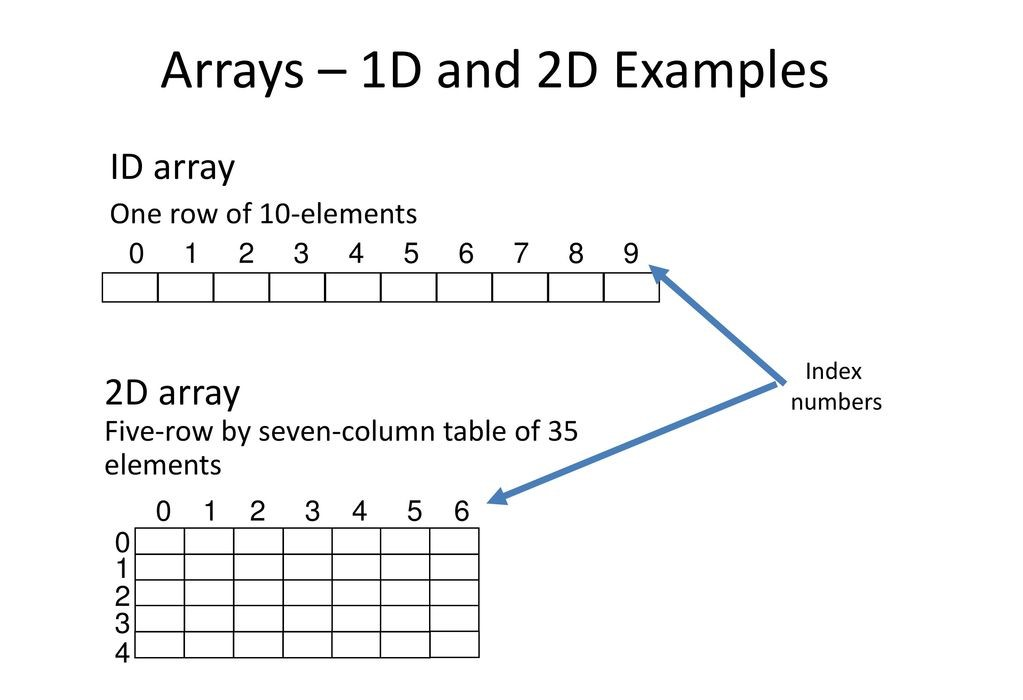 Arrays – 1D and 2D Examples
ID array
One row of 10-elements
0 1 2 3 4 5 6 7 8 9
Index
numbers
2D array
Five-row by seven-column table of 35
elements
0 1 2 3 4 5 6
0
1
2
3
4